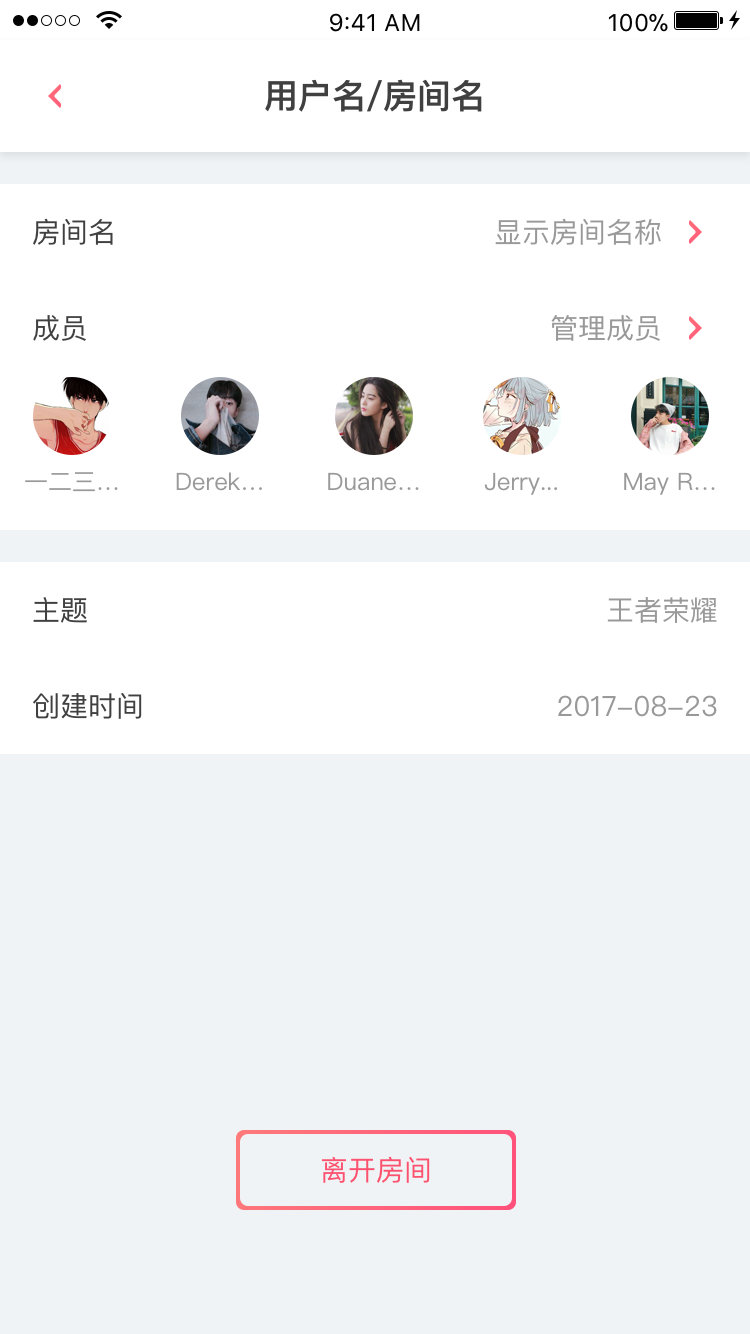 9:41 AM
100%
用户名/房间名
房间名
显示房间名称
成员
管理成员
一二三...
Derek...
Duane...
Jerry...
May R...
主题
王者荣耀
创建时间
2017-08-23
离开房间